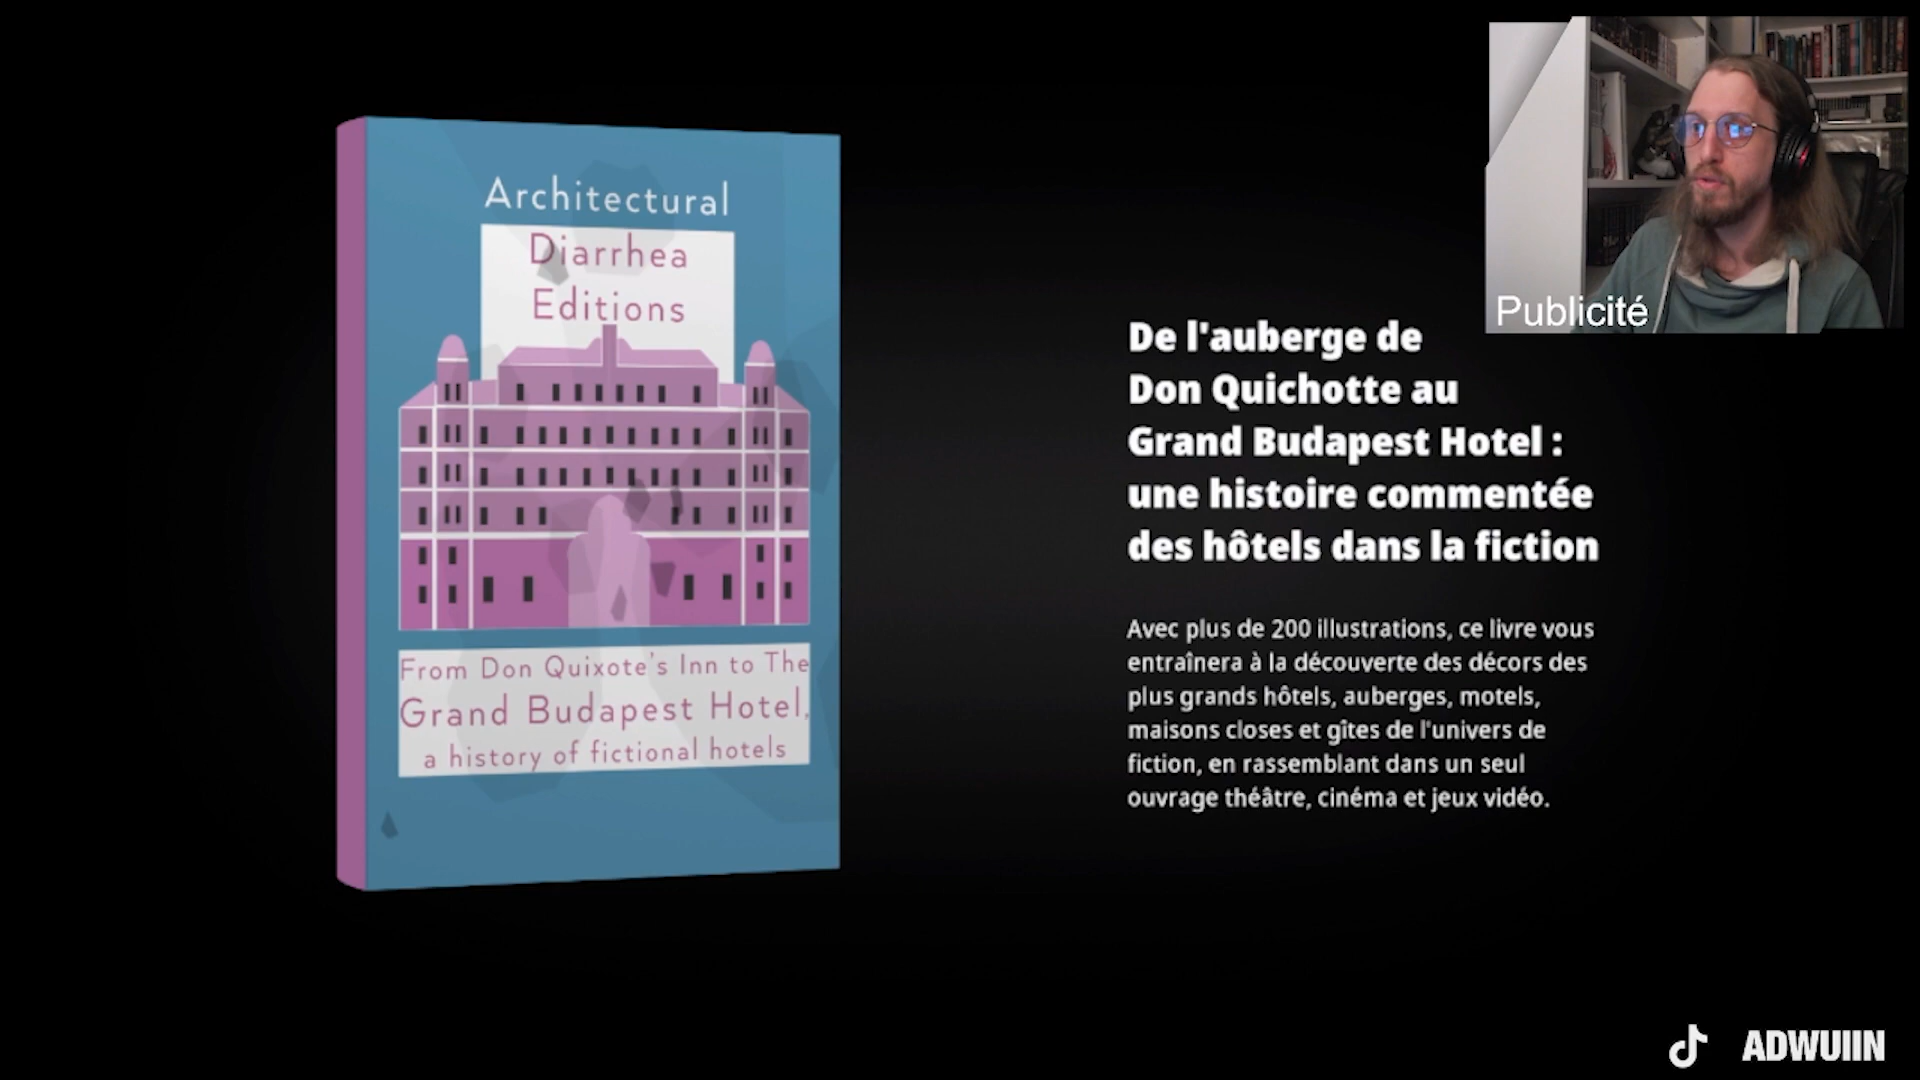 Architectural
Diarrhea
Editions
From Don Quixote's Inn to The
Grand Budapest Hotel,
a history of fictional hotels
Publicité
De l'auberge de
Don Quichotte au
Grand Budapest Hotel :
une histoire commentée
des hôtels dans la fiction
Avec plus de 200 illustrations, ce livre vous
entraînera à la découverte des décors des
plus grands hôtels, auberges, motels,
maisons closes et gîtes de l'univers de
fiction, en rassemblant dans un seul
ouvrage théâtre, cinéma et jeux vidéo.
ADWUIIN